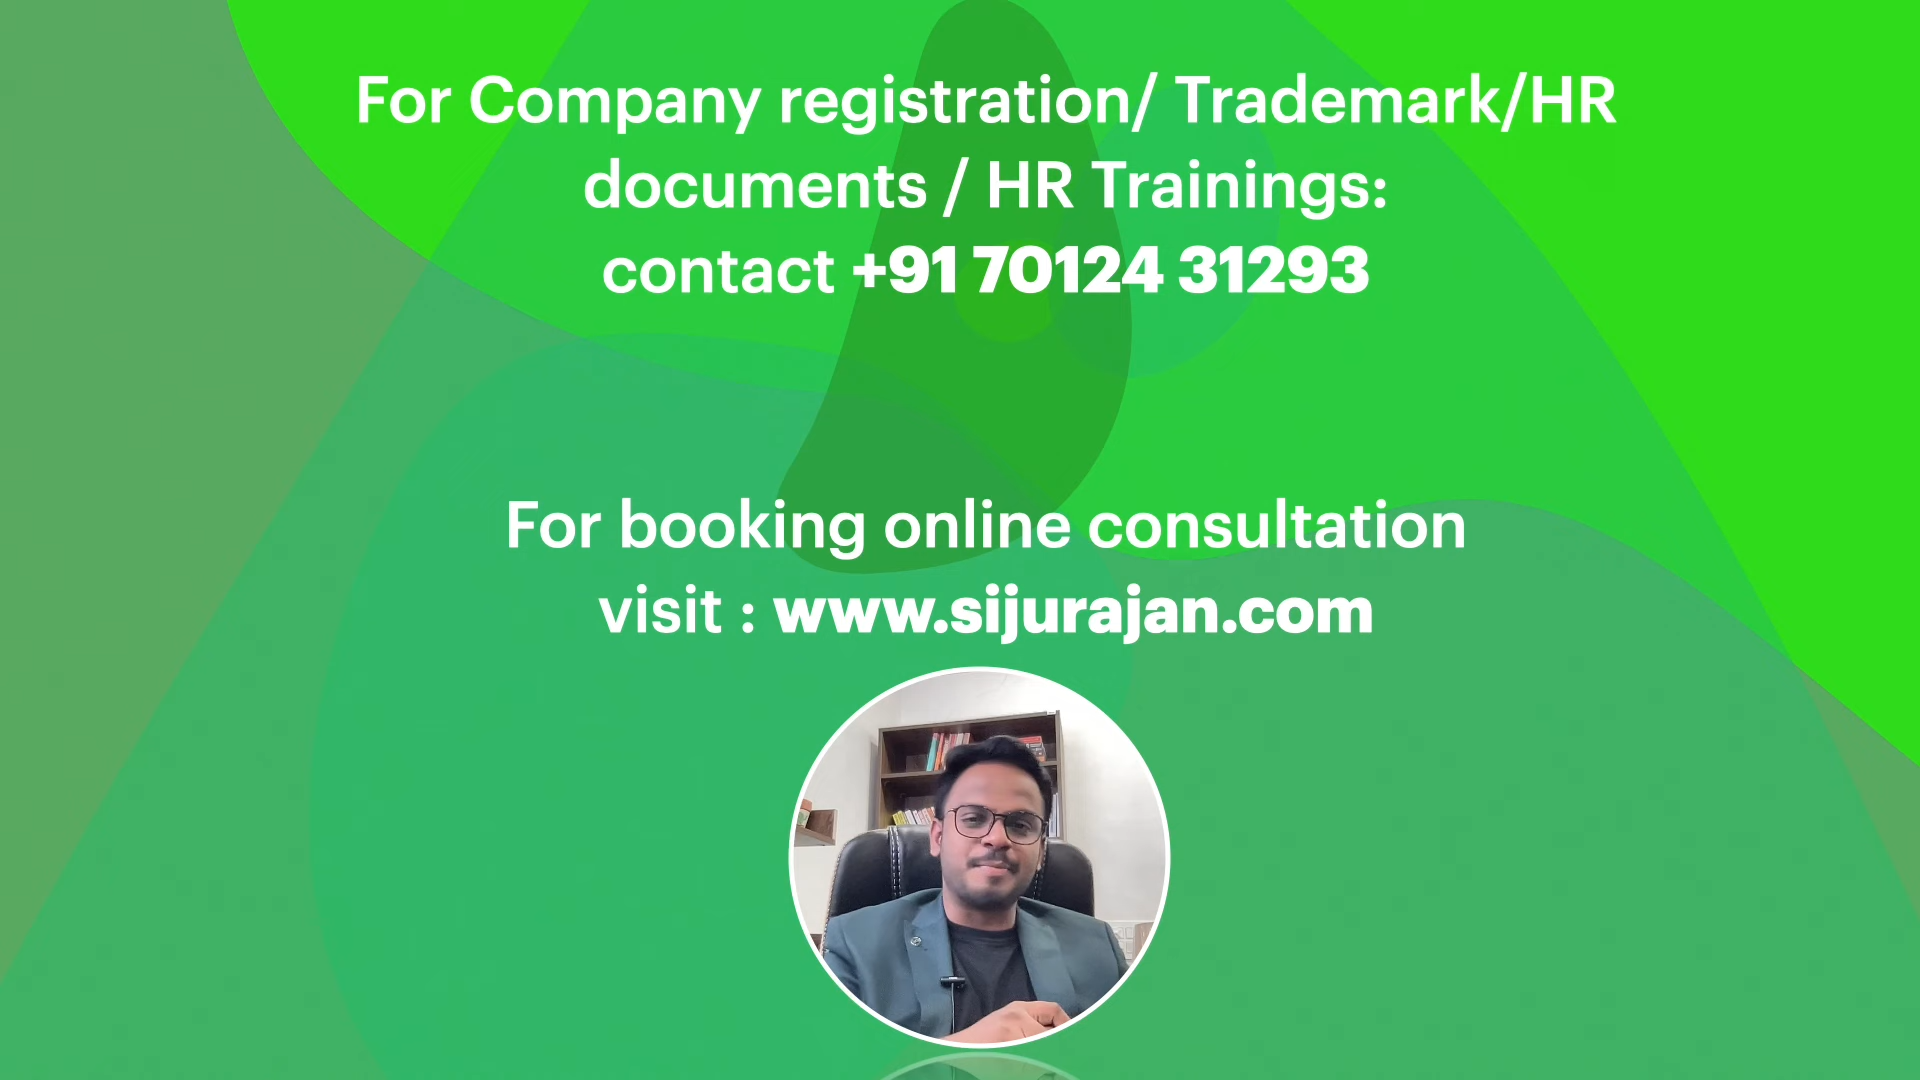 For Company registration/ Trademark/HR
documents / HR Trainings:
contact +91 70124 31293
For booking online consultation
visit : www.sijurajan.com